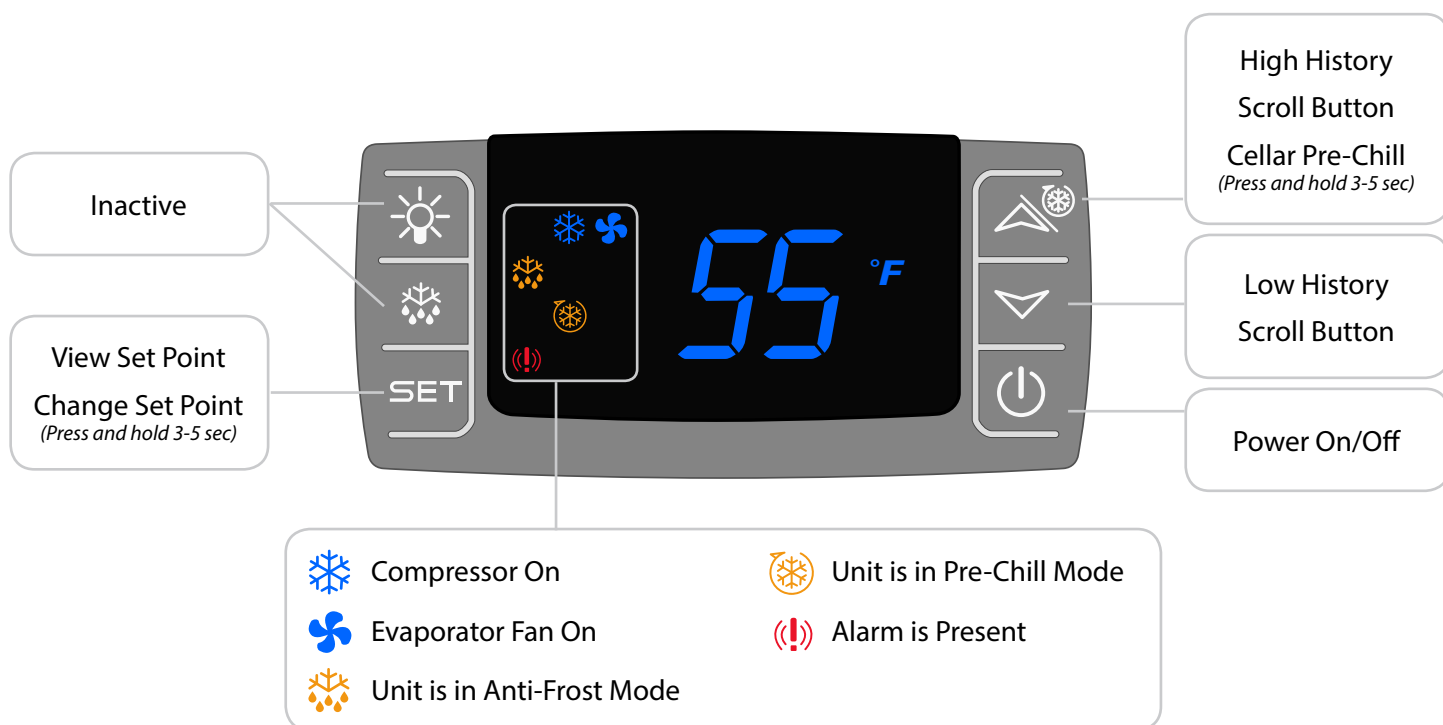 High History
Scroll Button
Cellar Pre-Chill
(Press and hold 3-5 sec)
Inactive
55 °F
Low History
Scroll Button
View Set Point
Change Set Point
(Press and hold 3-5 sec)
SET
Power On/Off
Compressor On
Unit is in Pre-Chill Mode
Evaporator Fan On
Alarm is Present
Unit is in Anti-Frost Mode